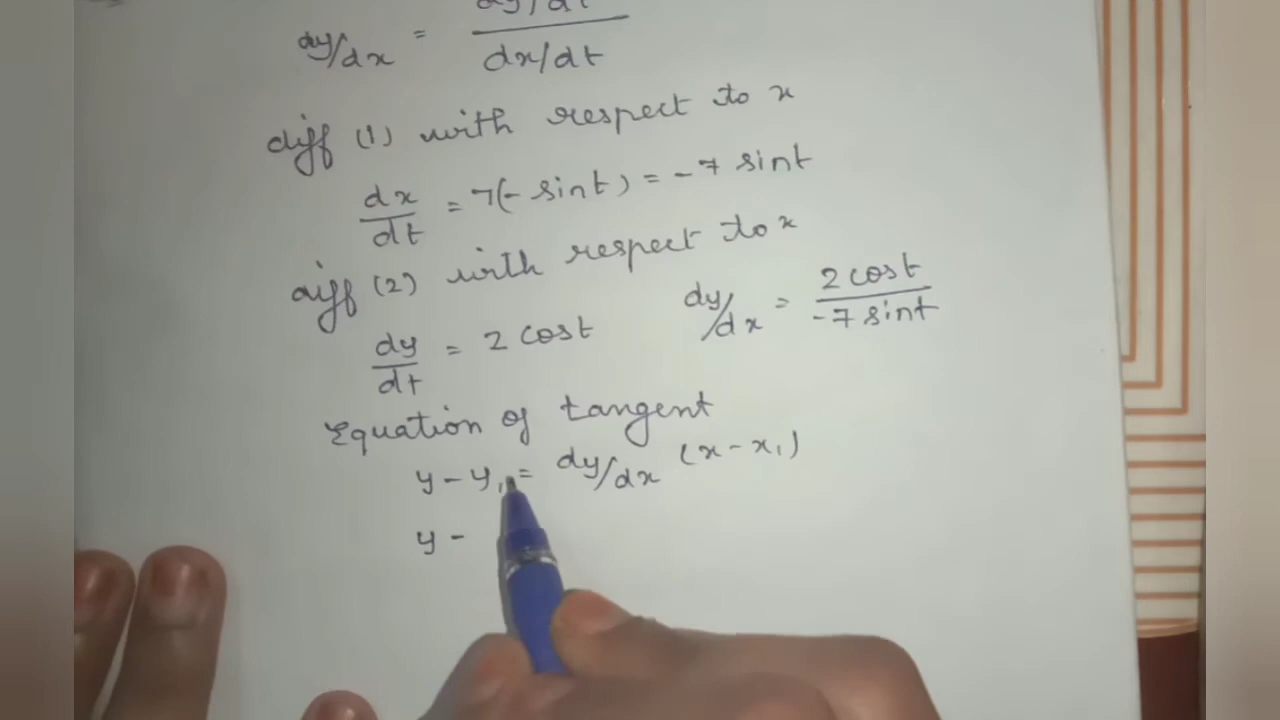 dy/dx = dy/dt / dx/dt
diff (1) with respect to x
dx/dt = 7(- sint) = -7 sint
diff (2) with respect to x
dy/dt = 2 cost dy/dx = 2 cost / -7 sint
Equation of tangent
y - y₁ = dy/dx (x - x₁)
y -